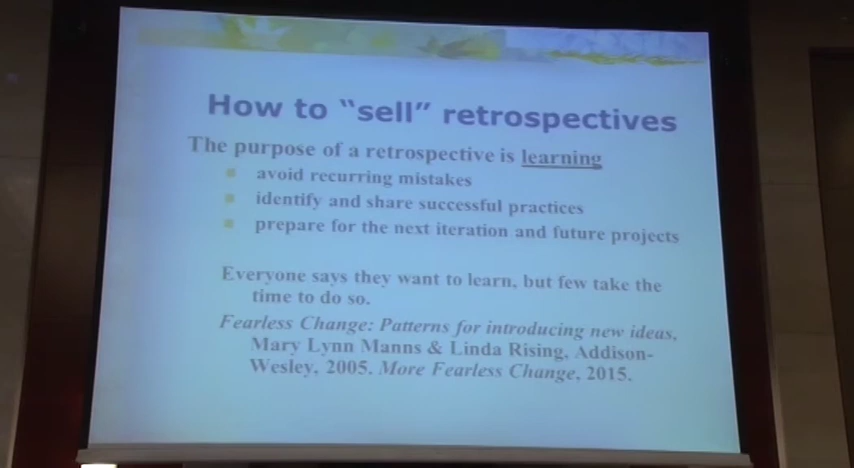 How to “sell” retrospectives
The purpose of a retrospective is learning
avoid recurring mistakes
identify and share successful practices
prepare for the next iteration and future projects
Everyone says they want to learn, but few take the
time to do so.
Fearless Change: Patterns for introducing new ideas,
Mary Lynn Manns & Linda Rising, Addison-
Wesley, 2005. More Fearless Change, 2015.